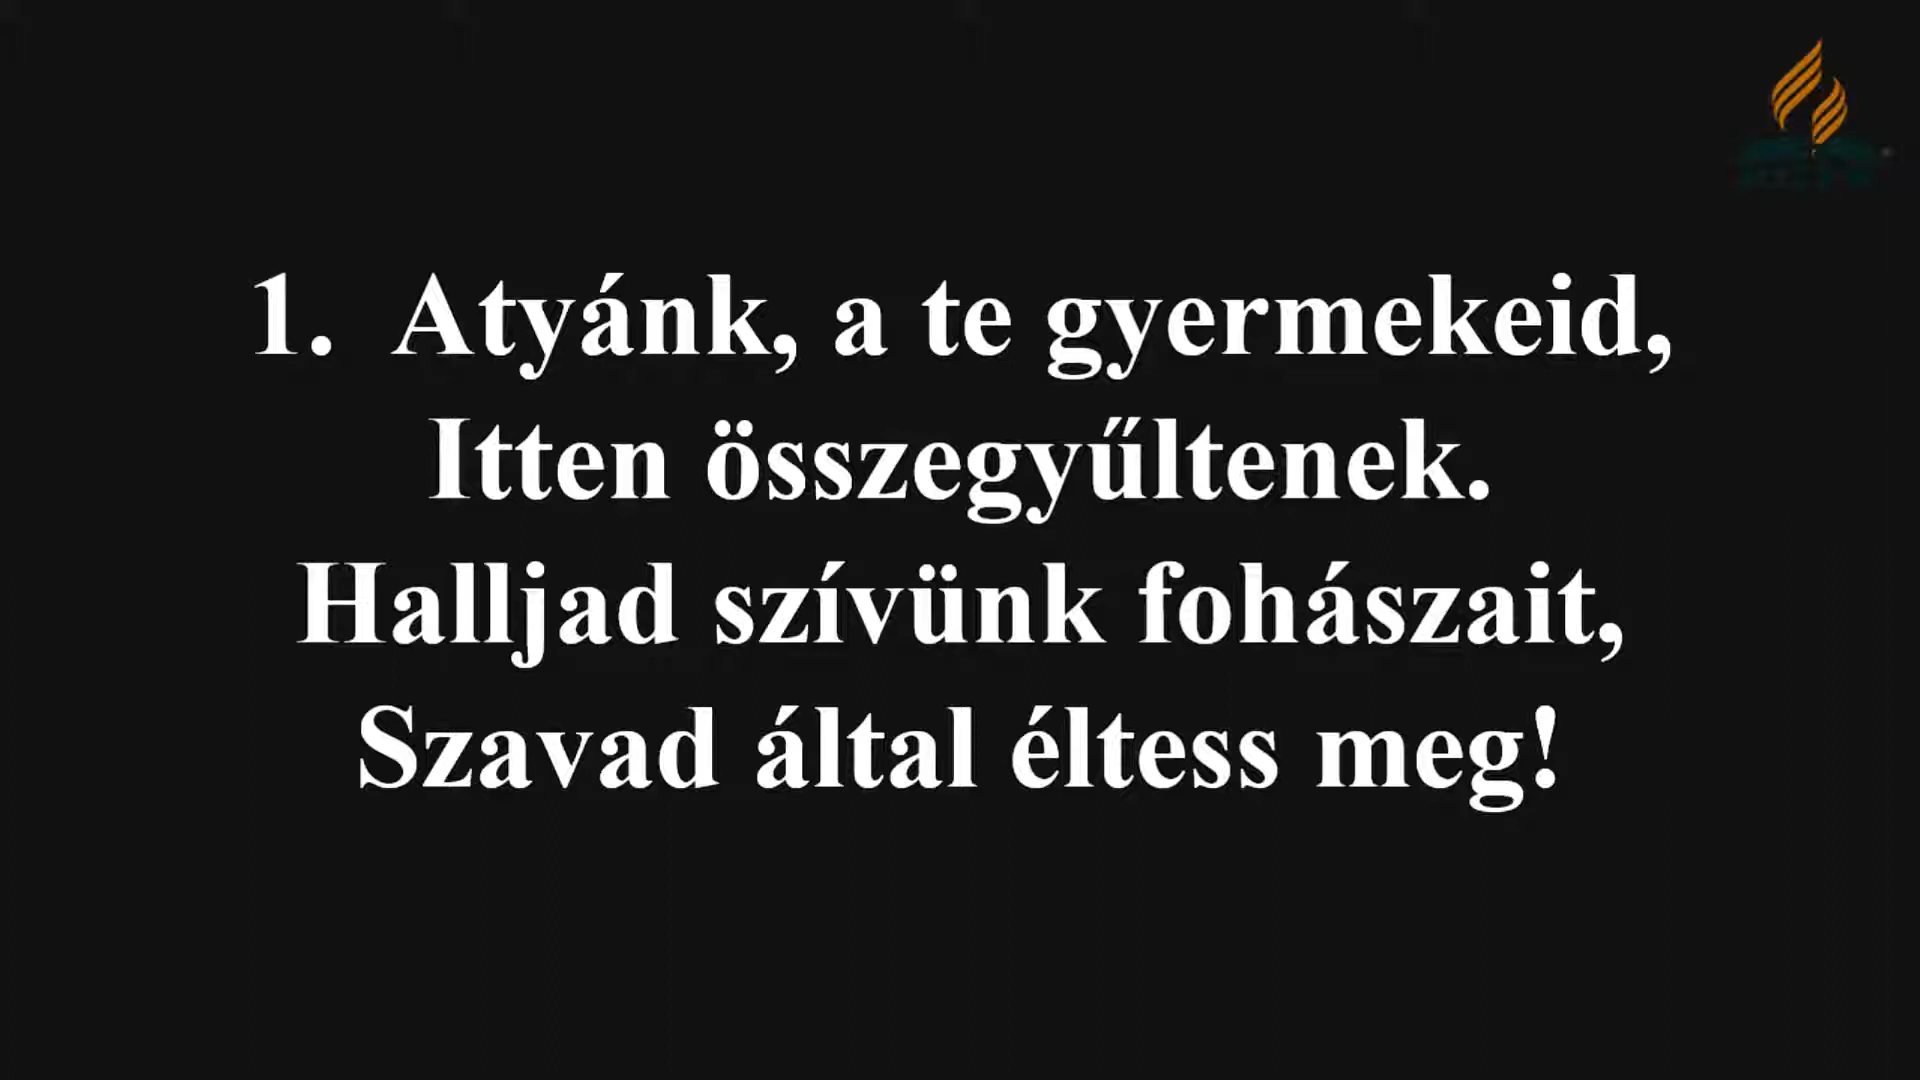 1. Atyánk, a te gyermekeid,
Itten összegyűltenek.
Halljad szívünk fohászait,
Szavad által éltess meg!